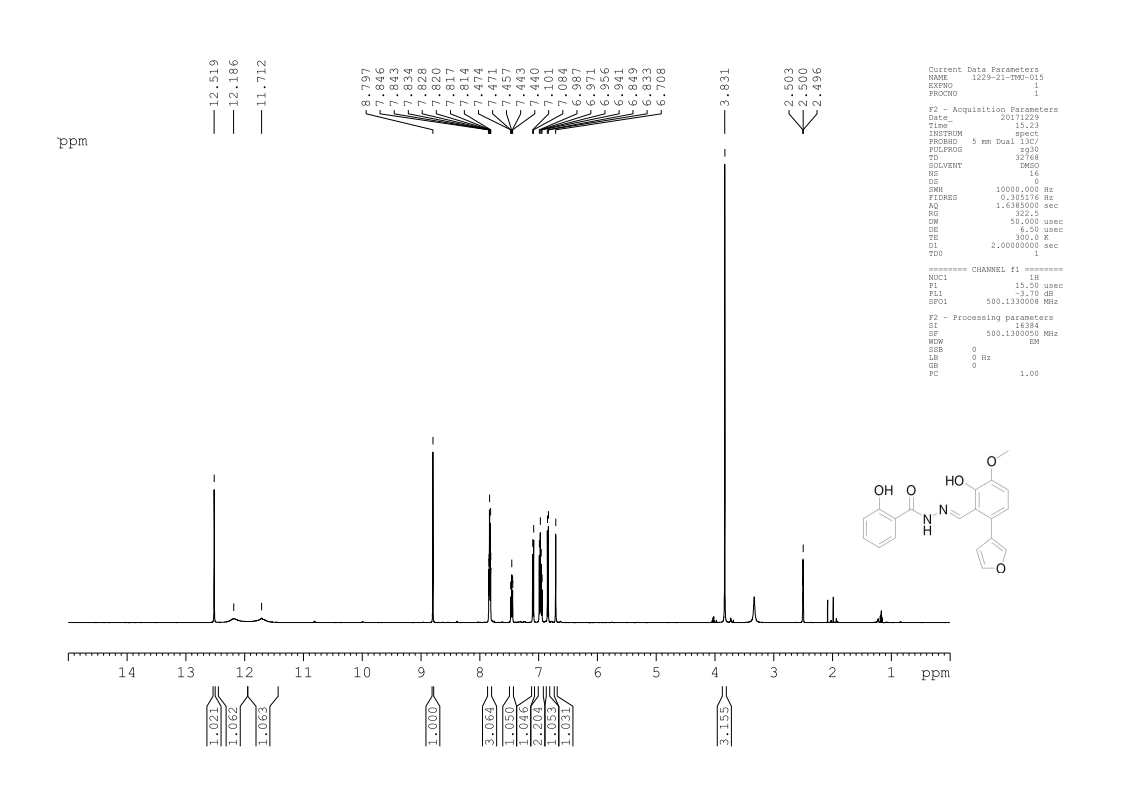 12.519
12.186
11.712
8.797
7.846
7.843
7.834
7.828
7.820
7.817
7.814
7.474
7.471
7.457
7.443
7.440
7.101
7.084
6.987
6.971
6.956
6.941
6.849
6.833
6.708
3.831
2.503
2.500
2.496
ppm
Current Data Parameters
NAME 1229-21-TMU-015
EXPNO 1
PROCNO 1
F2 - Acquisition Parameters
Date_ 20171229
Time 15.23
INSTRUM spect
PROBHD 5 mm Dual 13C/
PULPROG zg30
TD 32768
SOLVENT DMSO
NS 16
DS 0
SWH 10000.000 Hz
FIDRES 0.305176 Hz
AQ 1.6385000 sec
RG 322.5
DW 50.000 usec
DE 6.50 usec
TE 300.0 K
D1 2.00000000 sec
TD0 1
======== CHANNEL f1 ========
NUC1 1H
P1 15.50 usec
PL1 -3.70 dB
SFO1 500.1330008 MHz
F2 - Processing parameters
SI 16384
SF 500.1300050 MHz
WDW EM
SSB 0
LB 0 Hz
GB 0
PC 1.00
O
HO
OH O
N
N
H
O
14 13 12 11 10 9 8 7 6 5 4 3 2 1 ppm
1.021
1.062
1.063
1.000
3.064
1.050
1.046
2.204
1.053
1.031
3.155